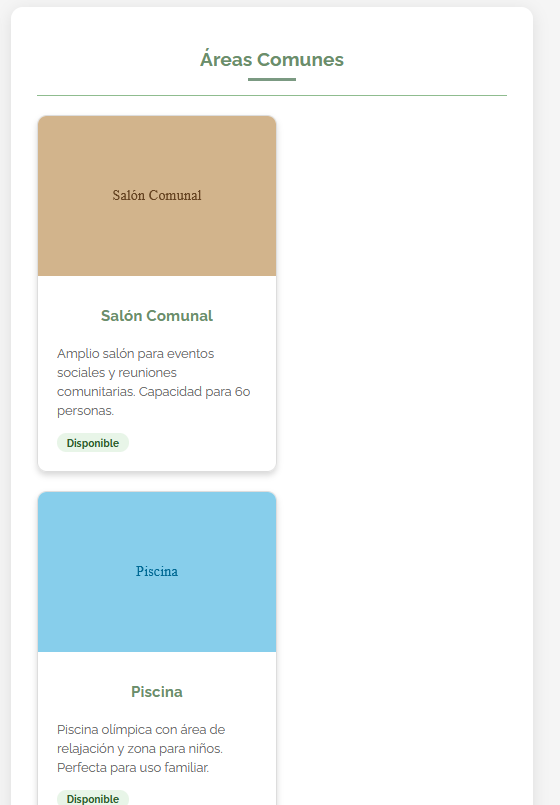 Áreas Comunes
Salón Comunal
Salón Comunal
Amplio salón para eventos
sociales y reuniones
comunitarias. Capacidad para 60
personas.
Disponible
Piscina
Piscina
Piscina olímpica con área de
relajación y zona para niños.
Perfecta para uso familiar.
Disponible